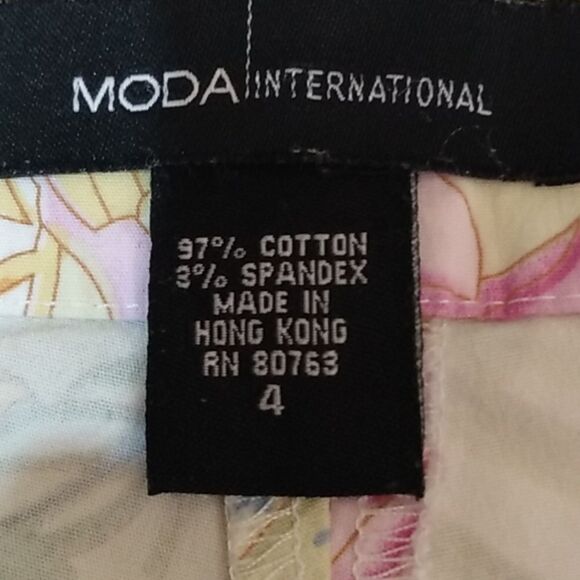 MODA INTERNATIONAL
97% COTTON
3% SPANDEX
MADE IN
HONG KONG
RN 80763
4